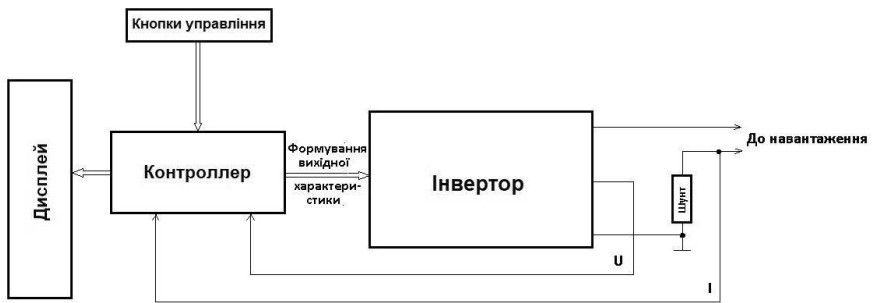 Кнопки управління
Дисплей
Контроллер
Формування
вихідної
характери-
стики
Інвертор
До навантаження
Шунт
U
I